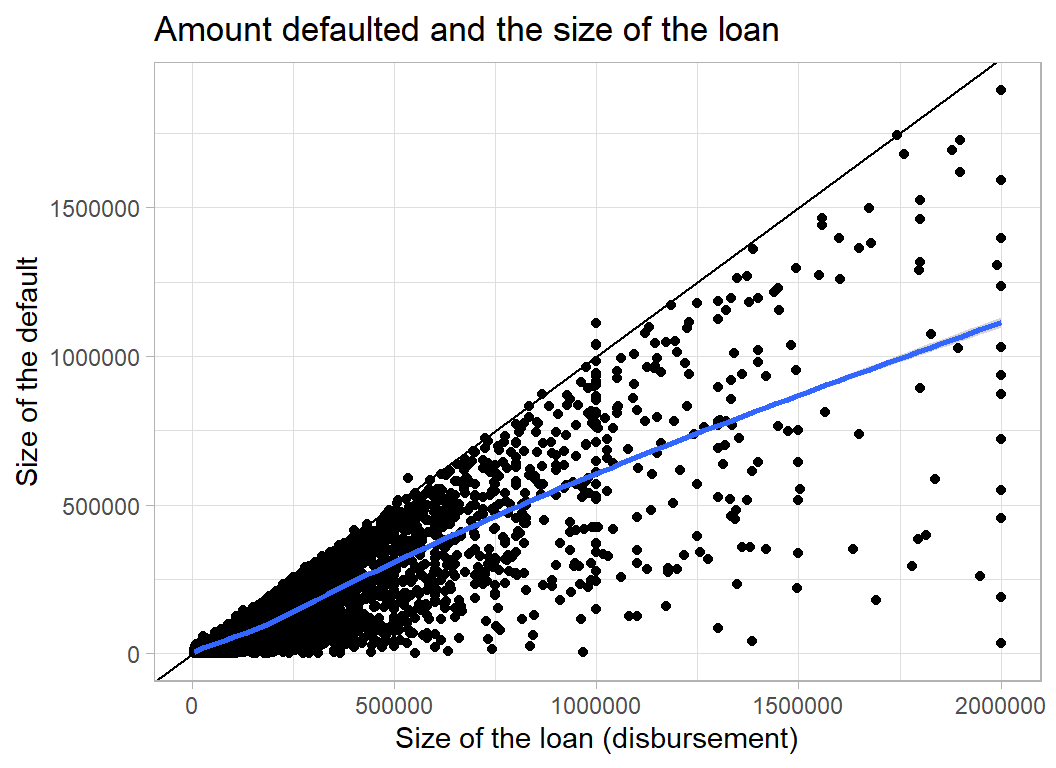 Amount defaulted and the size of the loan
Size of the default
1500000
1000000
500000
0
0 500000 1000000 1500000 2000000
Size of the loan (disbursement)